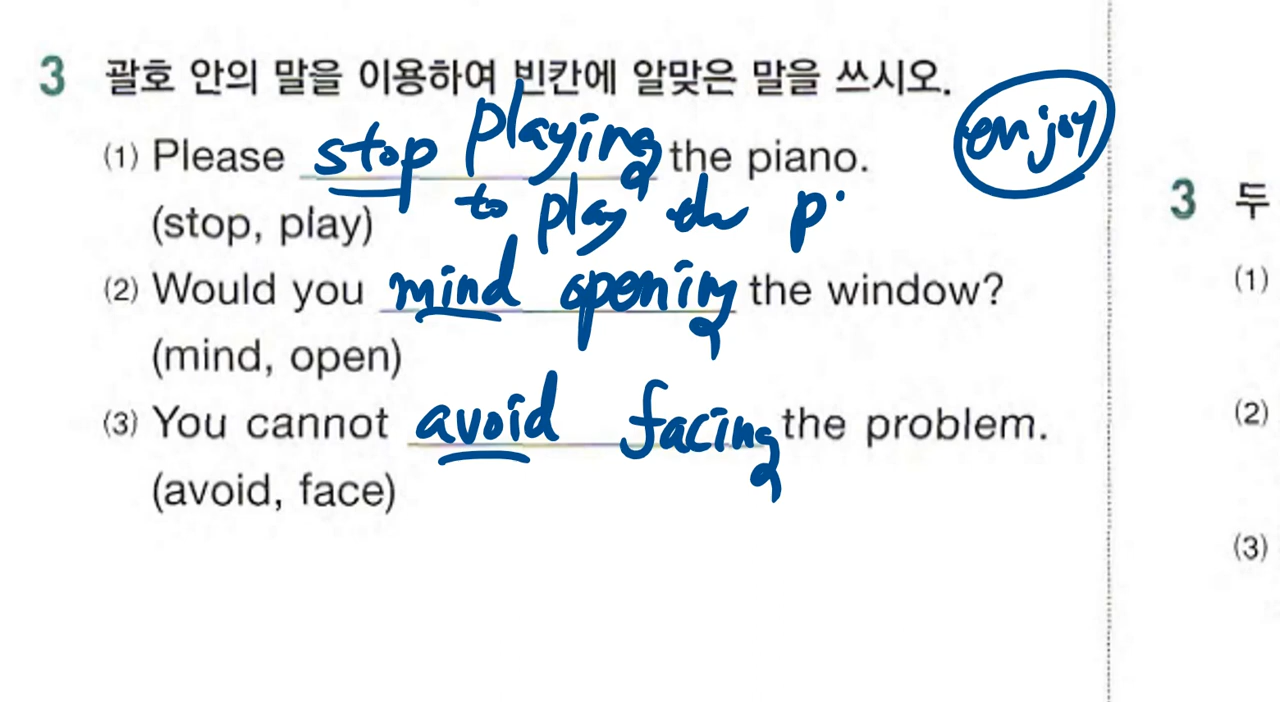 3 괄호 안의 말을 이용하여 빈칸에 알맞은 말을 쓰시오.
enjoy
(1) Please stop playing the piano.
to play the p.
(stop, play)
(2) Would you mind opening the window?
(mind, open)
(3) You cannot avoid facing the problem.
(avoid, face)
3 두
(1)
(2)
(3)